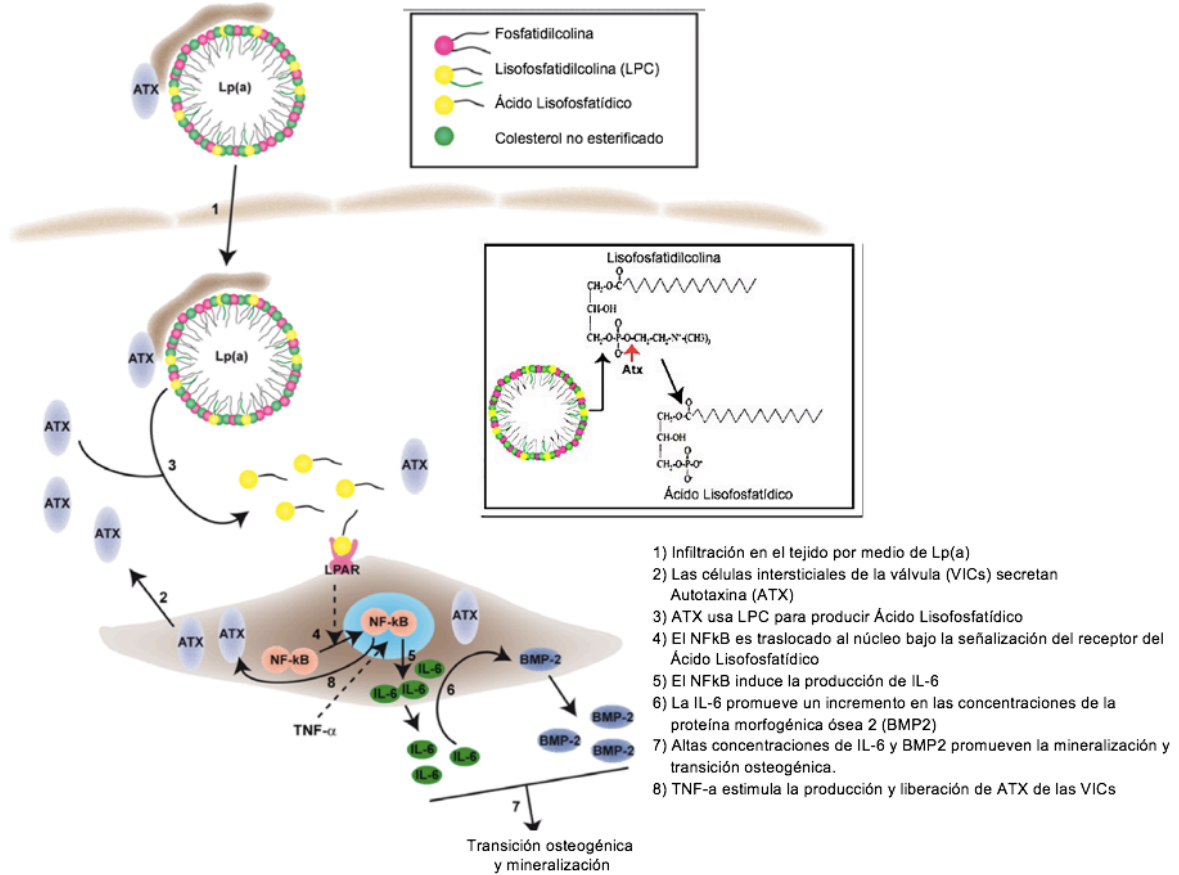 ATX
Lp(a)
Fosfatidilcolina
Lisofosfatidilcolina (LPC)
Ácido Lisofosfatídico
Colesterol no esterificado
1
ATX
Lp(a)
Lisofosfatidilcolina
O
CH₂-O-C
CH-OH
O
CH₂-O-P-O-CH₂-CH₂-N⁺-(CH3)₃
O⁻
Atx
O
CH₂-O-C
CH-OH
O
CH₂-O-P-O⁻
O⁻
Ácido Lisofosfatídico
ATX
3
ATX
ATX
ATX
LPAR
2
ATX
ATX
4
NF-kB
NF-kB
ATX
5
8
TNF-α
IL-6
IL-6
IL-6
6
BMP-2
IL-6
IL-6
IL-6
BMP-2
BMP-2
BMP-2
7
Transición osteogénica
y mineralización
1) Infiltración en el tejido por medio de Lp(a)
2) Las células intersticiales de la válvula (VICs) secretan
Autotaxina (ATX)
3) ATX usa LPC para producir Ácido Lisofosfatídico
4) El NFkB es traslocado al núcleo bajo la señalización del receptor del
Ácido Lisofosfatídico
5) El NFkB induce la producción de IL-6
6) La IL-6 promueve un incremento en las concentraciones de la
proteína morfogénica ósea 2 (BMP2)
7) Altas concentraciones de IL-6 y BMP2 promueven la mineralización y
transición osteogénica.
8) TNF-a estimula la producción y liberación de ATX de las VICs